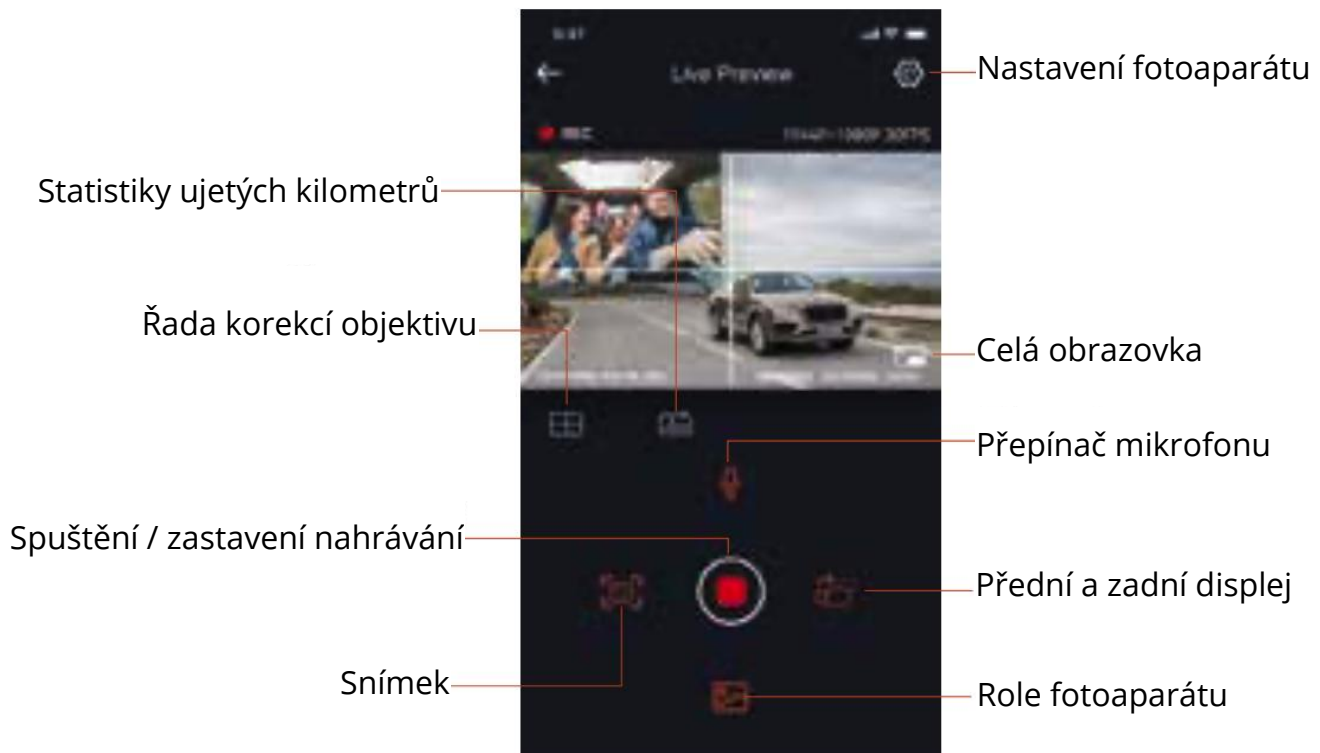 Live Preview
Nastavení fotoaparátu
REC
Statistiky ujetých kilometrů
Řada korekcí objektivu
Celá obrazovka
Přepínač mikrofonu
Spuštění / zastavení nahrávání
Přední a zadní displej
Snímek
Role fotoaparátu